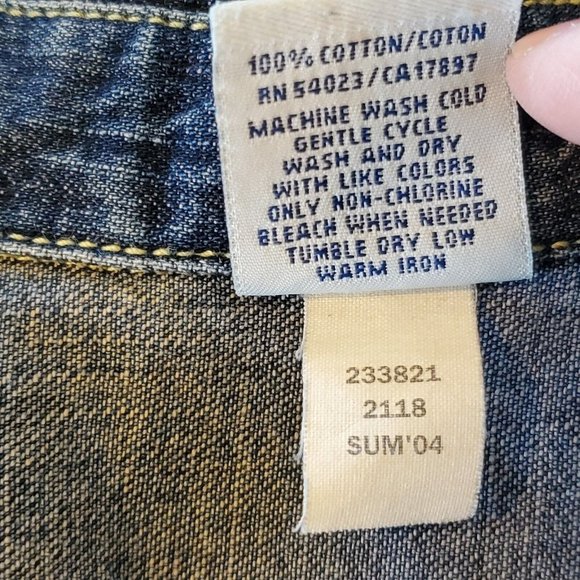 100% COTTON/COTON
RN 54023/CA17897
MACHINE WASH COLD
GENTLE CYCLE
WASH AND DRY
WITH LIKE COLORS
ONLY NON-CHLORINE
BLEACH WHEN NEEDED
TUMBLE DRY LOW
WARM IRON
233821
2118
SUM'04